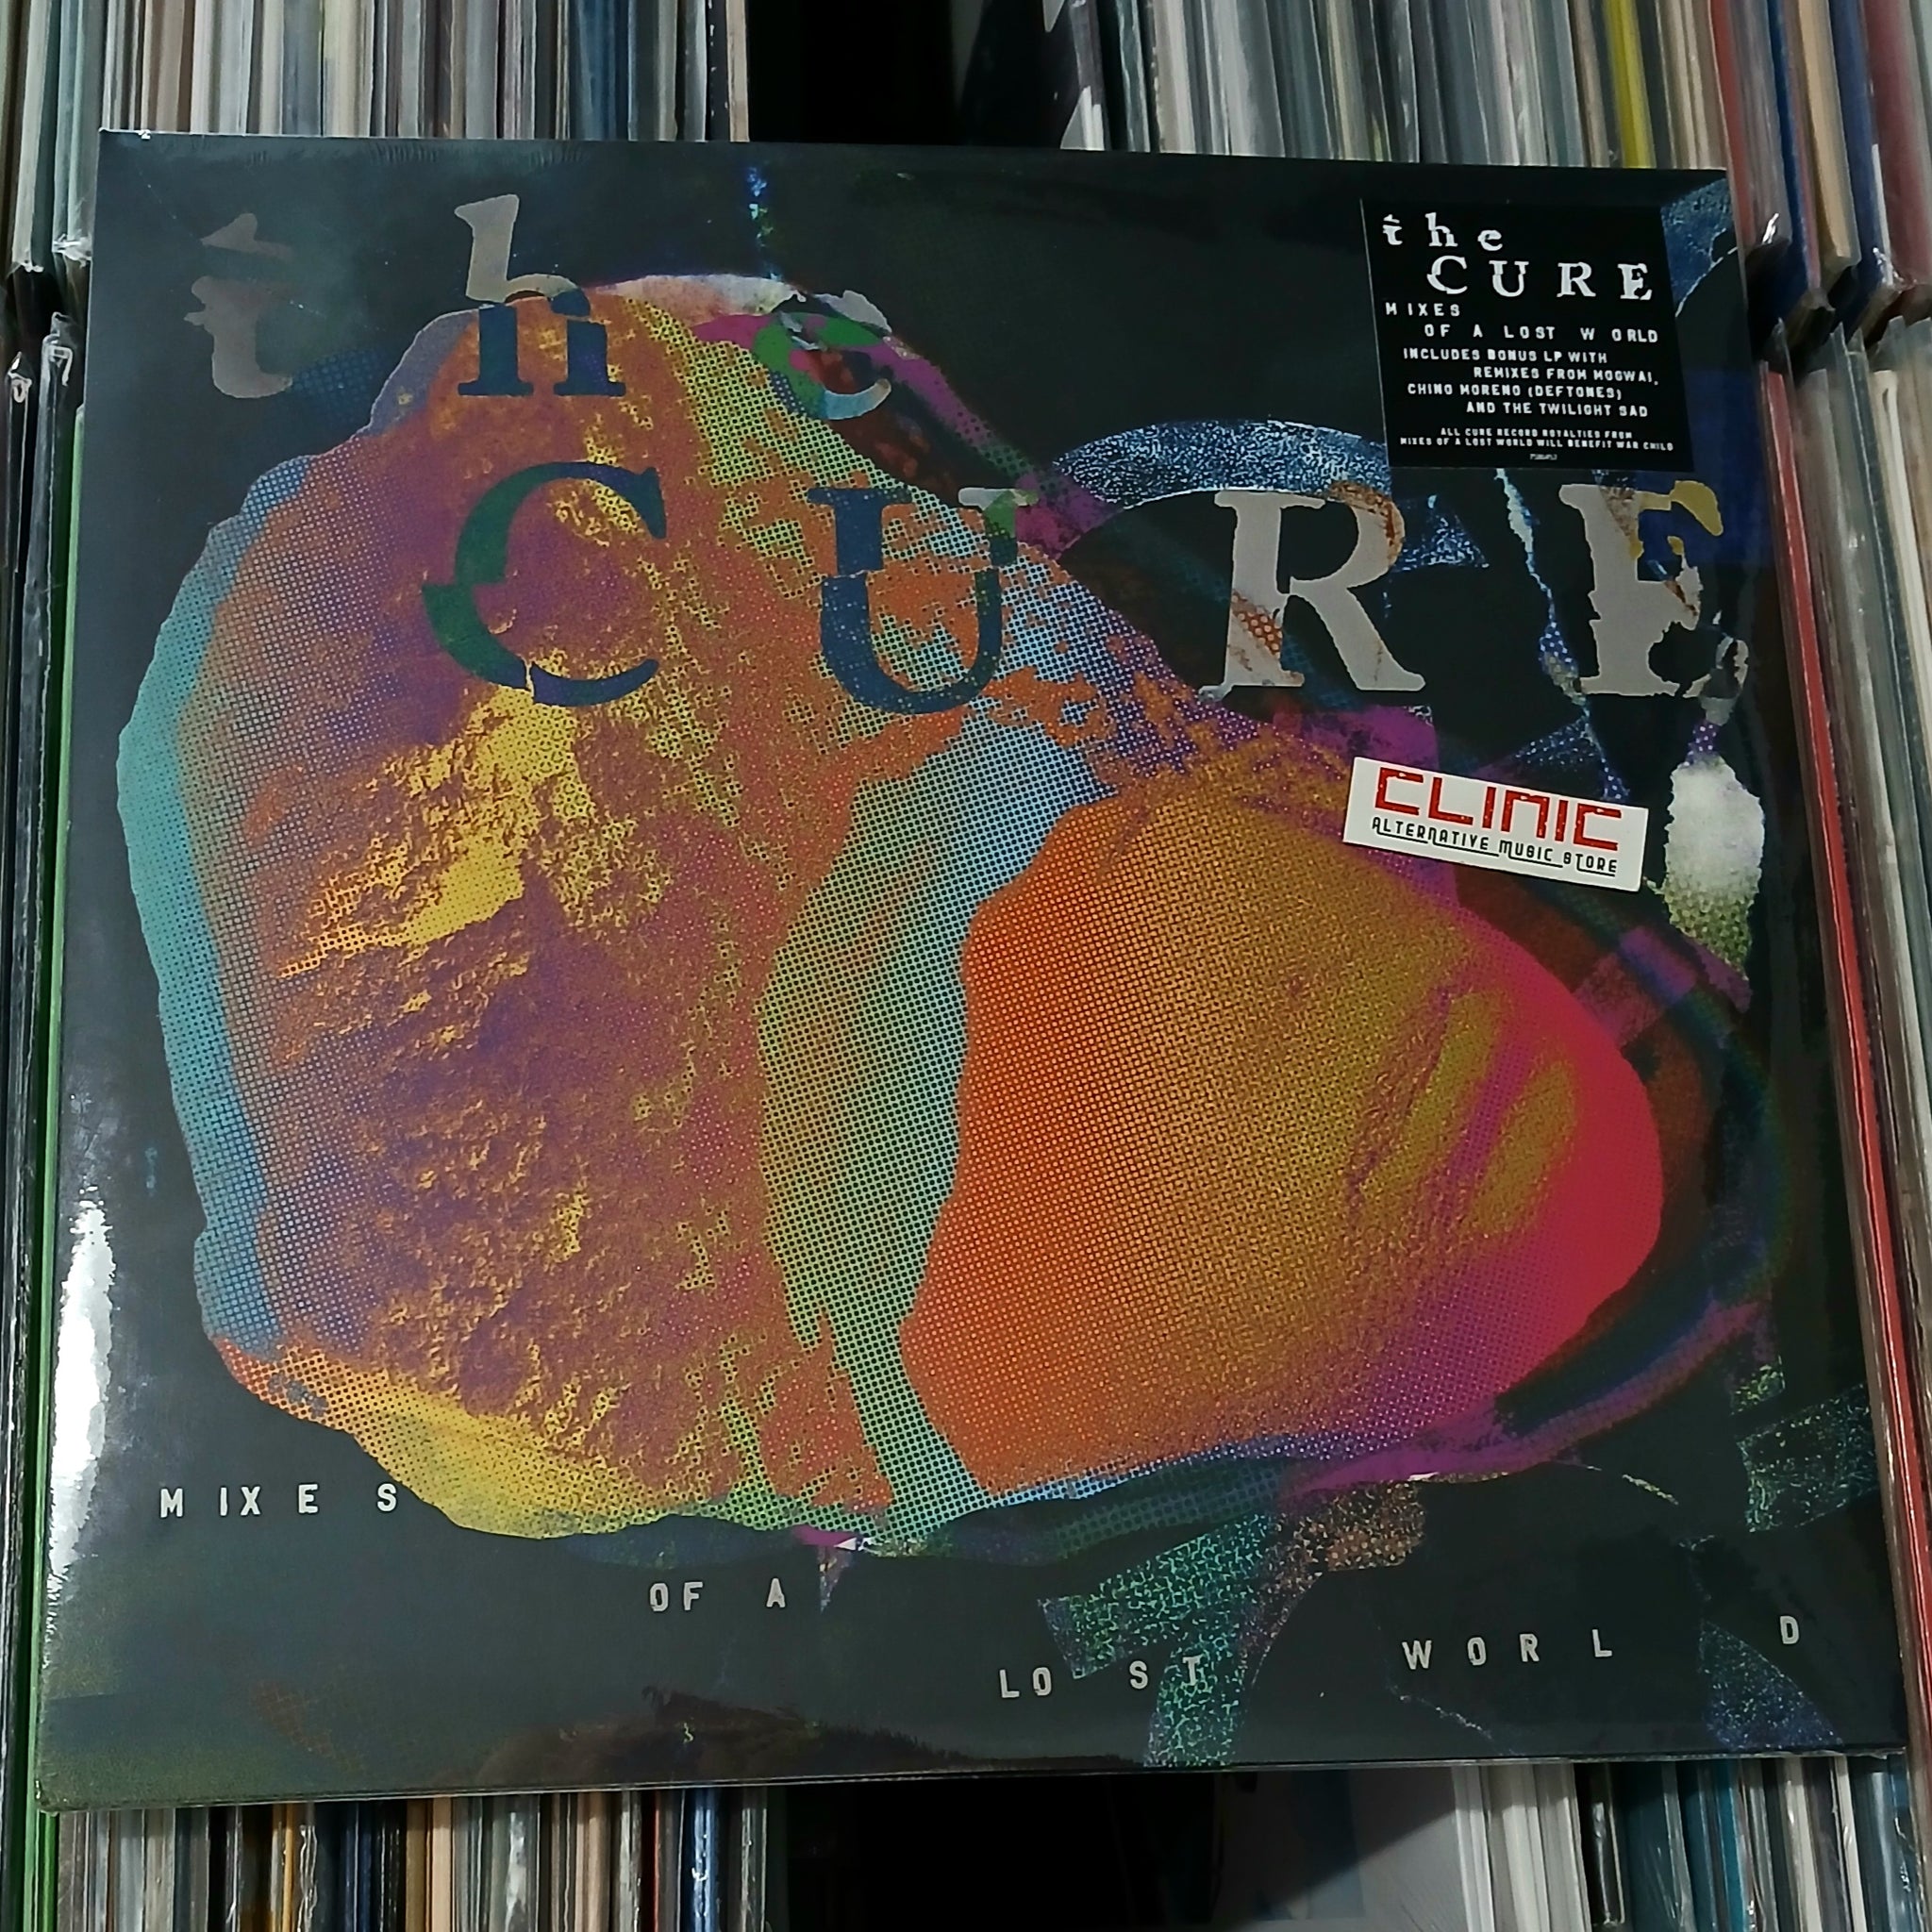 the
CURE
MIXES
OF A
LOST
WORLD
the
CURE
MIXES
OF A LOST WORLD
INCLUDES BONUS LP WITH
REMIXES FROM MOGWAI,
CHINO MORENO (DEFTONES)
AND THE TWILIGHT SAD
ALL CURE RECORD ROYALTIES FROM
MIXES OF A LOST WORLD WILL BENEFIT WAR CHILD
CLINIC
ALTERNATIVE MUSIC STORE